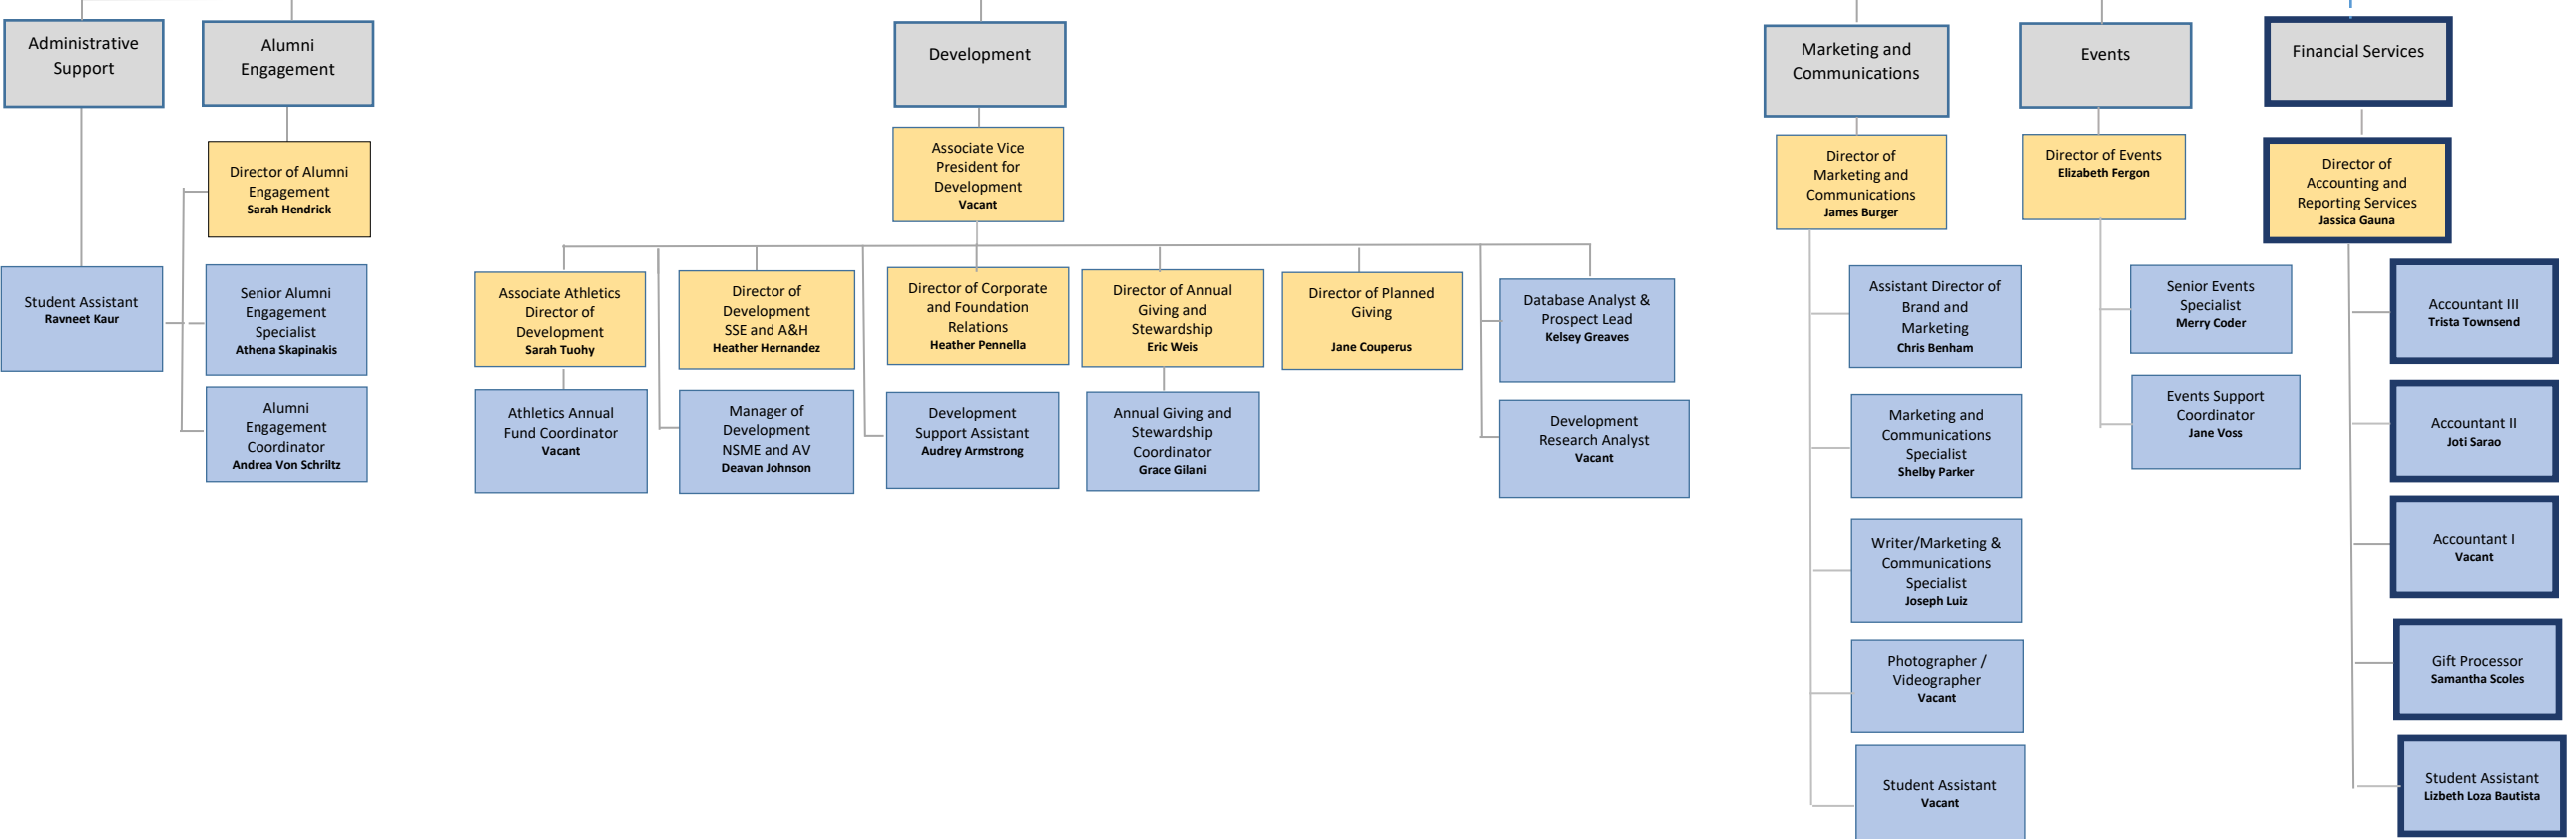 Administrative
Support
Alumni
Engagement
Development
Marketing and
Communications
Events
Financial Services
Director of Alumni
Engagement
Sarah Hendrick
Associate Vice
President for
Development
Vacant
Director of
Marketing and
Communications
James Burger
Director of Events
Elizabeth Fergon
Director of
Accounting and
Reporting Services
Jassica Gauna
Student Assistant
Ravneet Kaur
Senior Alumni
Engagement
Specialist
Athena Skapinakis
Alumni
Engagement
Coordinator
Andrea Von Schriltz
Associate Athletics
Director of
Development
Sarah Tuohy
Director of
Development
SSE and A&H
Heather Hernandez
Director of Corporate
and Foundation
Relations
Heather Pennella
Director of Annual
Giving and
Stewardship
Eric Weis
Director of Planned
Giving
Jane Couperus
Database Analyst &
Prospect Lead
Kelsey Greaves
Athletics Annual
Fund Coordinator
Vacant
Manager of
Development
NSME and AV
Deavan Johnson
Development
Support Assistant
Audrey Armstrong
Annual Giving and
Stewardship
Coordinator
Grace Gilani
Development
Research Analyst
Vacant
Assistant Director of
Brand and
Marketing
Chris Benham
Marketing and
Communications
Specialist
Shelby Parker
Writer/Marketing &
Communications
Specialist
Joseph Luiz
Photographer /
Videographer
Vacant
Student Assistant
Vacant
Senior Events
Specialist
Merry Coder
Events Support
Coordinator
Jane Voss
Accountant III
Trista Townsend
Accountant II
Joti Sarao
Accountant I
Vacant
Gift Processor
Samantha Scoles
Student Assistant
Lizbeth Loza Bautista